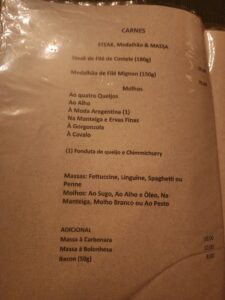 CARNES
STEAK, Medalhão & MASSA
Steak de Filé de Costela (180g)
Medalhão de Filé Mignon (150g)
Molhos
Ao quatro Queijos
Ao Alho
À Moda Aragentina (1)
Na Manteiga e Ervas Finas
À Gorgonzola
À Cavalo
(1) Fonduta de queijo e Chimmichurry
Massas: Fettuccine, Linguine, Spaghetti ou
Penne
Molhos: Ao Sugo, Ao Alho e Óleo, Na
Manteiga, Molho Branco ou Ao Pesto
ADICIONAL
Massa à Carbonara
Massa à Bolonhesa
Bacon (50g)